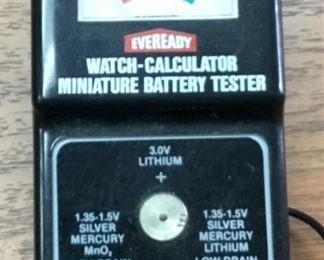 EVEREADY
WATCH-CALCULATOR
MINIATURE BATTERY TESTER
3.0V
LITHIUM
+
1.35-1.5V
SILVER
MERCURY
MnO₂
1.35-1.5V
SILVER
MERCURY
LITHIUM
LOW DRAIN